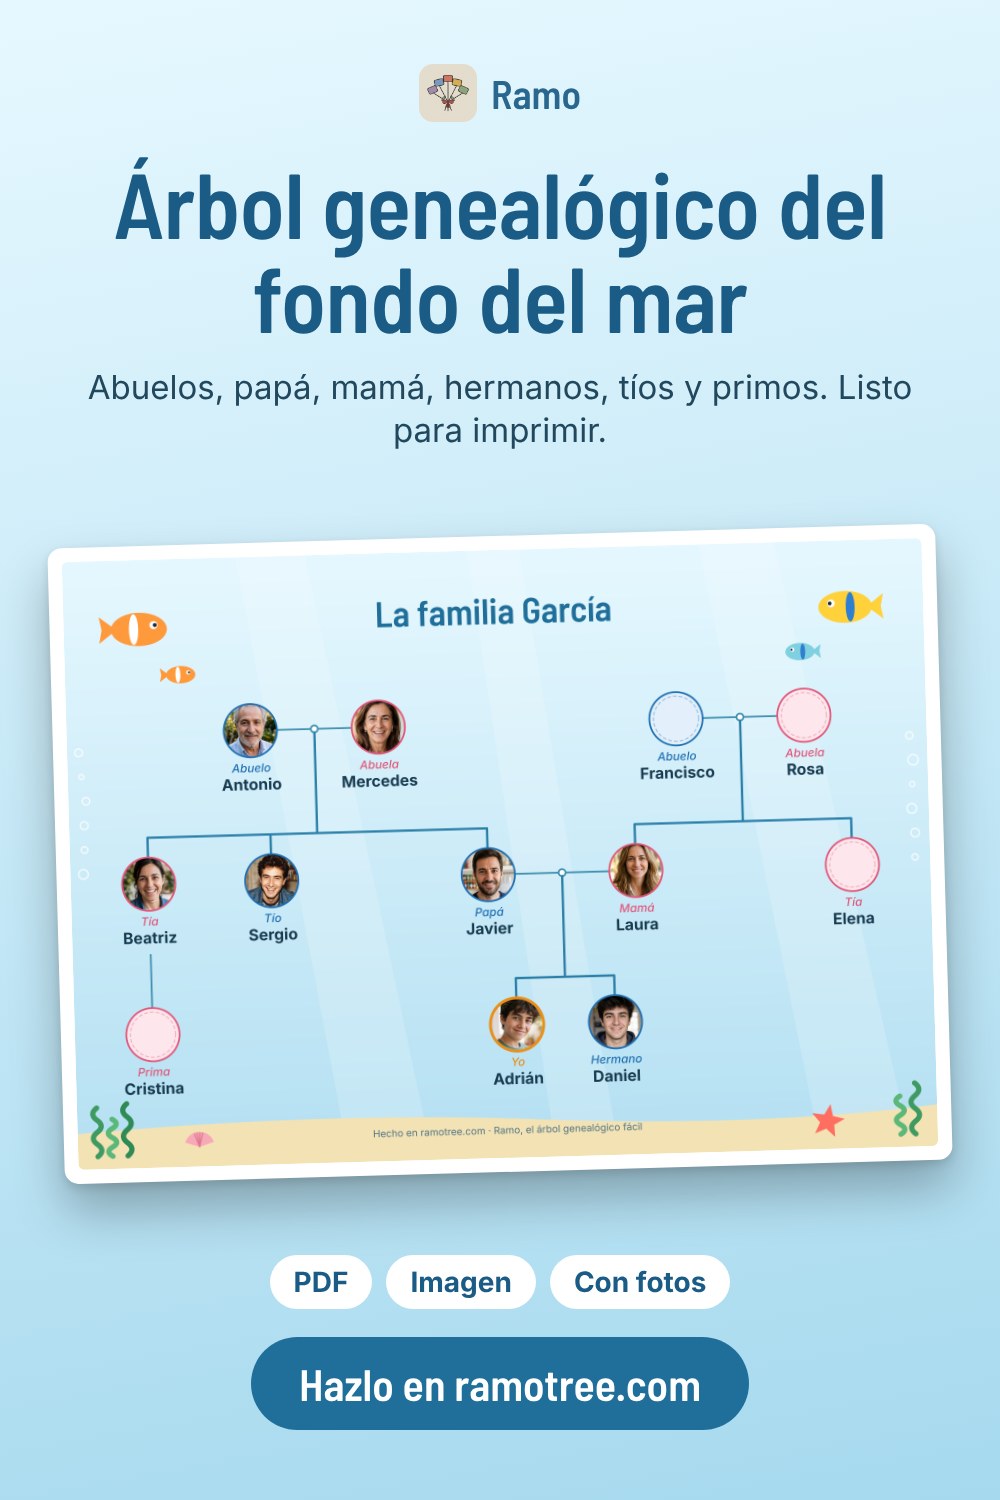 Ramo
Árbol genealógico del
fondo del mar
Abuelos, papá, mamá, hermanos, tíos y primos. Listo
para imprimir.
La familia García
Abuelo
Antonio
Abuela
Mercedes
Abuelo
Francisco
Abuela
Rosa
Tía
Beatriz
Tío
Sergio
Papá
Javier
Mamá
Laura
Tía
Elena
Prima
Cristina
Yo
Adrián
Hermano
Daniel
Hecho en ramotree.com · Ramo, el árbol genealógico fácil
PDF
Imagen
Con fotos
Hazlo en ramotree.com